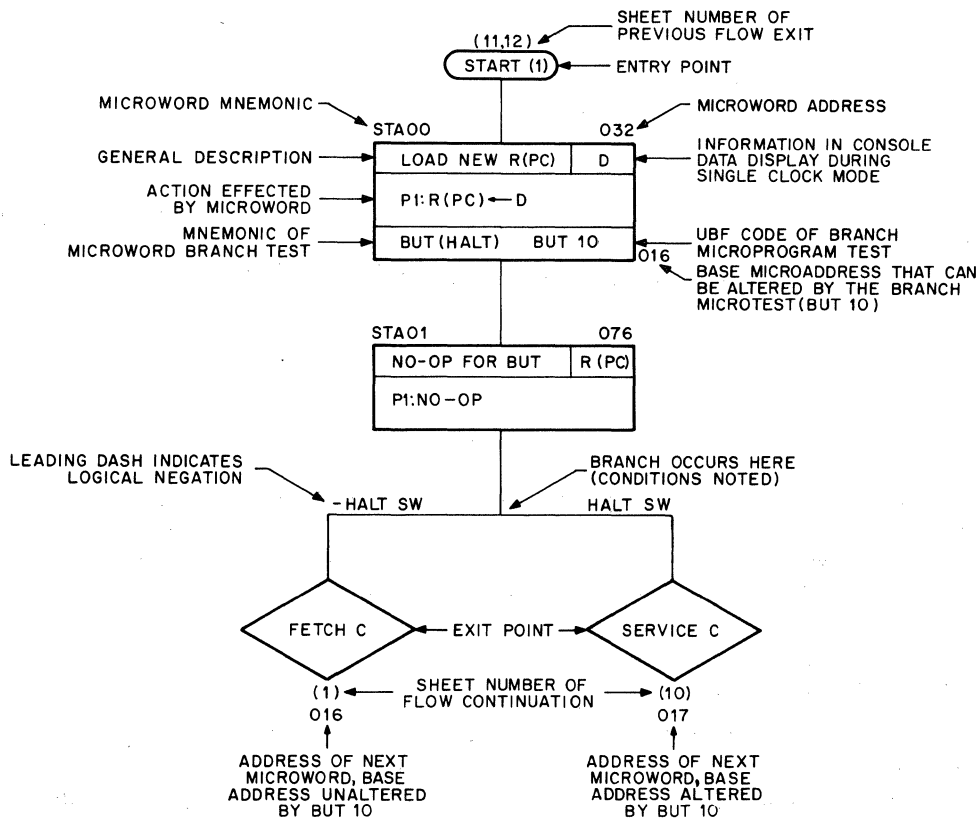 (11,12)
SHEET NUMBER OF
PREVIOUS FLOW EXIT
START (1)
ENTRY POINT
MICROWORD MNEMONIC
MICROWORD ADDRESS
STA00
032
GENERAL DESCRIPTION
LOAD NEW R(PC)
D
INFORMATION IN CONSOLE
DATA DISPLAY DURING
SINGLE CLOCK MODE
ACTION EFFECTED
BY MICROWORD
P1: R(PC) ← D
MNEMONIC OF
MICROWORD BRANCH TEST
BUT (HALT) BUT 10
UBF CODE OF BRANCH
MICROPROGRAM TEST
016
BASE MICROADDRESS THAT CAN
BE ALTERED BY THE BRANCH
MICROTEST (BUT 10)
STA01
076
NO-OP FOR BUT
R (PC)
P1: NO-OP
LEADING DASH INDICATES
LOGICAL NEGATION
BRANCH OCCURS HERE
(CONDITIONS NOTED)
-HALT SW
HALT SW
FETCH C
EXIT POINT
SERVICE C
(1)
SHEET NUMBER OF
FLOW CONTINUATION
(10)
016
017
ADDRESS OF NEXT
MICROWORD, BASE
ADDRESS UNALTERED
BY BUT 10
ADDRESS OF NEXT
MICROWORD, BASE
ADDRESS ALTERED
BY BUT 10